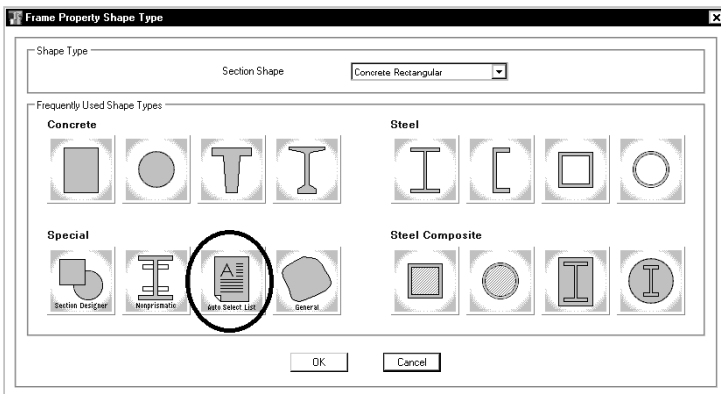 Frame Property Shape Type
Shape Type
Section Shape Concrete Rectangular
Frequently Used Shape Types
Concrete Steel
Special Steel Composite
Section Designer Nonprismatic Auto Select List General
OK Cancel